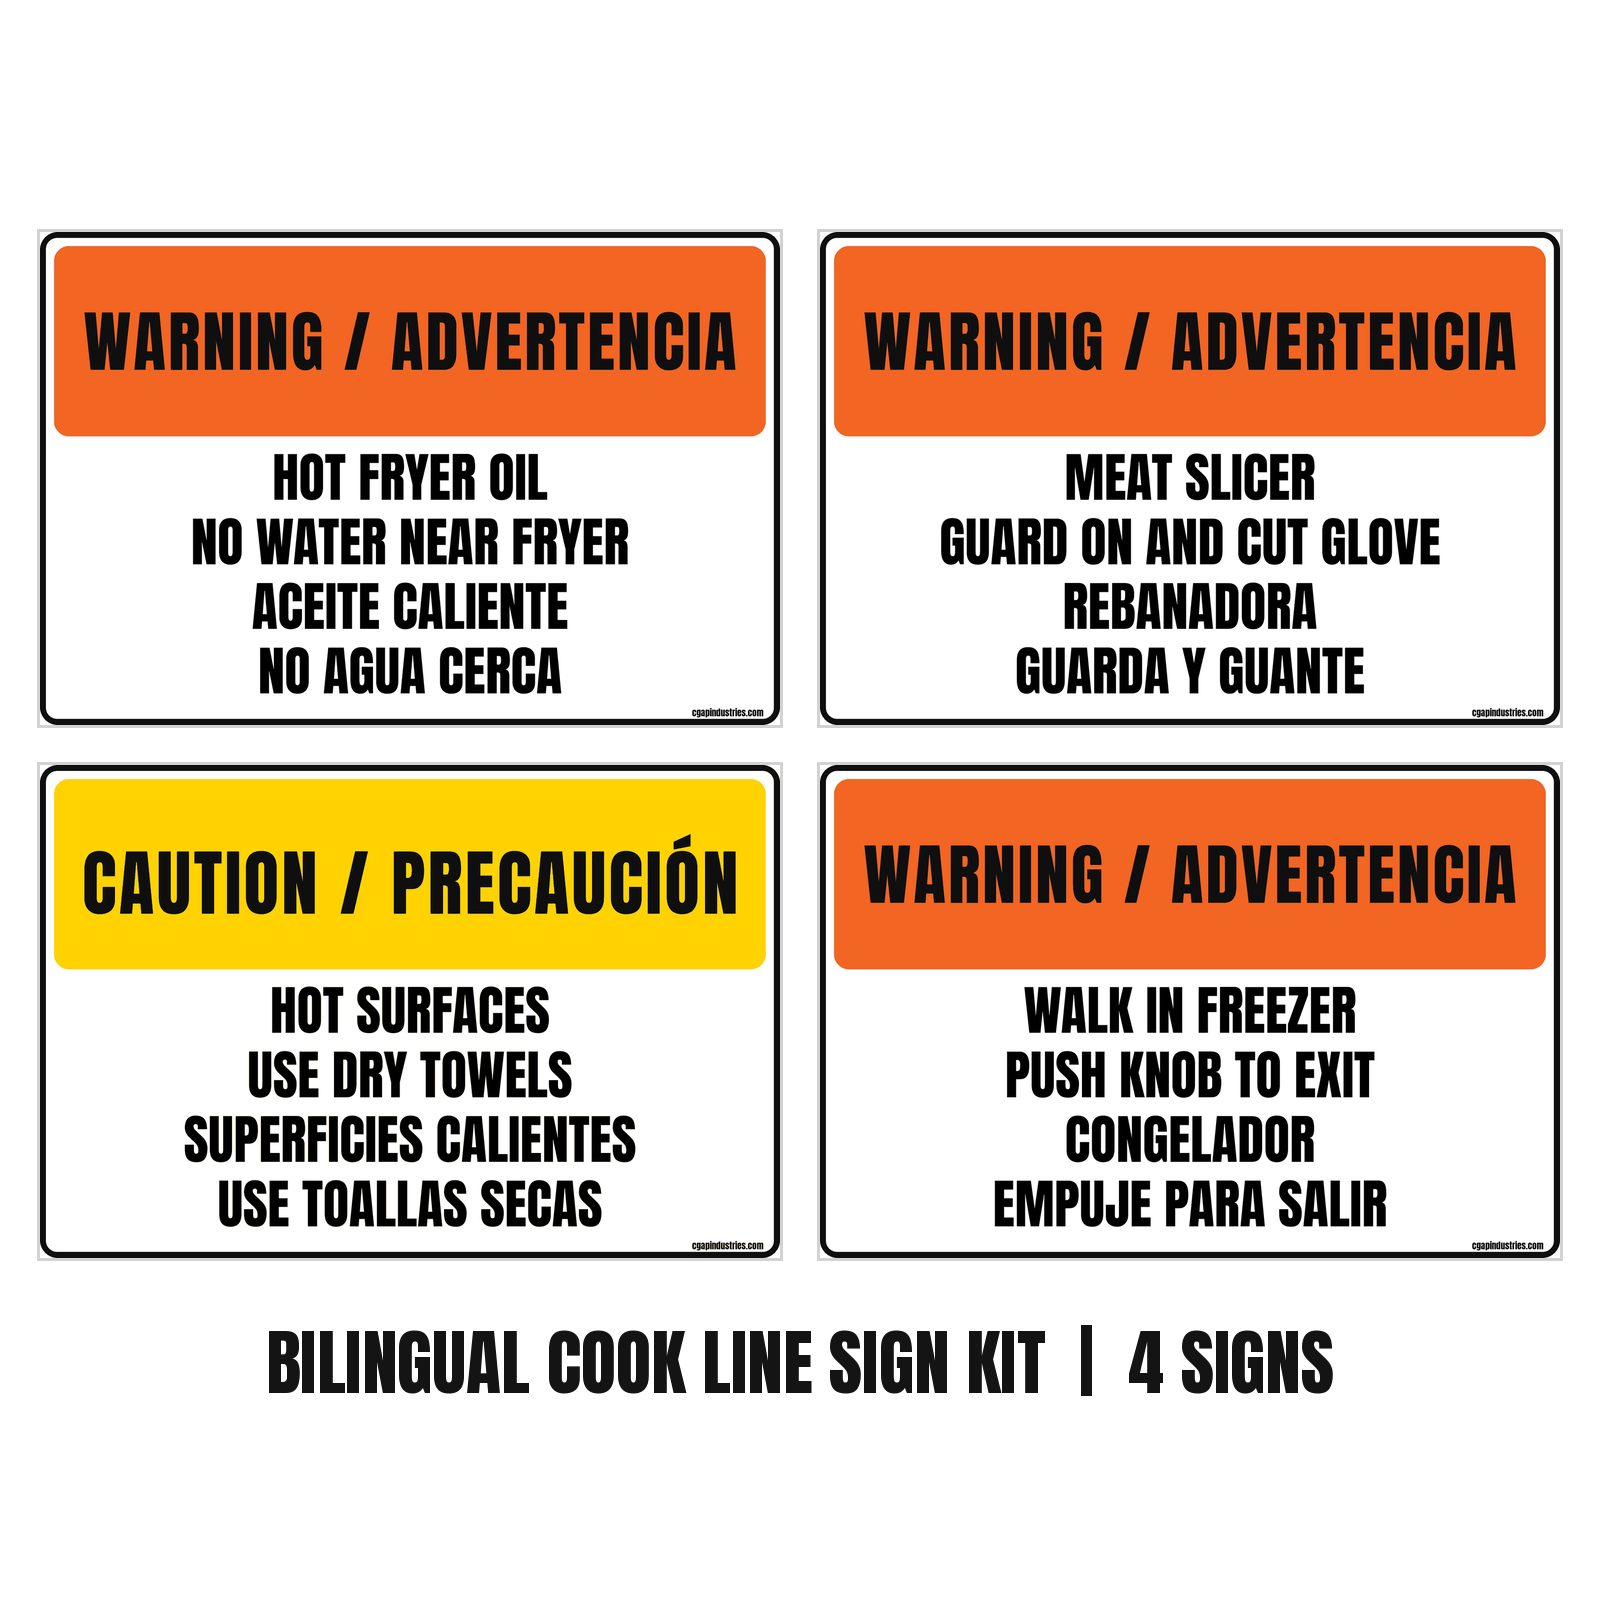 WARNING / ADVERTENCIA
HOT FRYER OIL
NO WATER NEAR FRYER
ACEITE CALIENTE
NO AGUA CERCA
cgapindustries.com
WARNING / ADVERTENCIA
MEAT SLICER
GUARD ON AND CUT GLOVE
REBANADORA
GUARDA Y GUANTE
cgapindustries.com
CAUTION / PRECAUCIÓN
HOT SURFACES
USE DRY TOWELS
SUPERFICIES CALIENTES
USE TOALLAS SECAS
cgapindustries.com
WARNING / ADVERTENCIA
WALK IN FREEZER
PUSH KNOB TO EXIT
CONGELADOR
EMPUJE PARA SALIR
cgapindustries.com
BILINGUAL COOK LINE SIGN KIT | 4 SIGNS